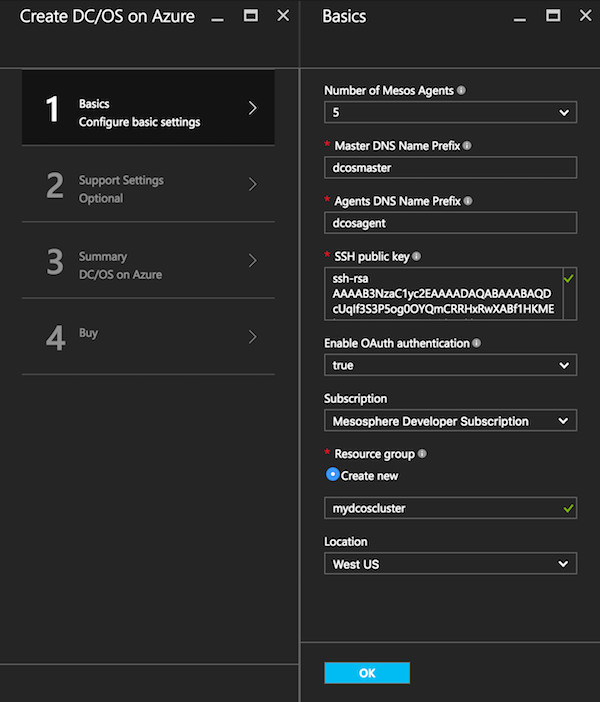 Create DC/OS on Azure
1
Basics
Configure basic settings
2
Support Settings
Optional
3
Summary
DC/OS on Azure
4
Buy
Basics
Number of Mesos Agents
5
* Master DNS Name Prefix
dcosmaster
* Agents DNS Name Prefix
dcosagent
* SSH public key
ssh-rsa
AAAAB3NzaC1yc2EAAAADAQABAAABAQD
cUqIf3S3P5og0OYQmCRRHxRwXABf1HKME
Enable OAuth authentication
true
Subscription
Mesosphere Developer Subscription
* Resource group
Create new
mydcoscluster
Location
West US
OK